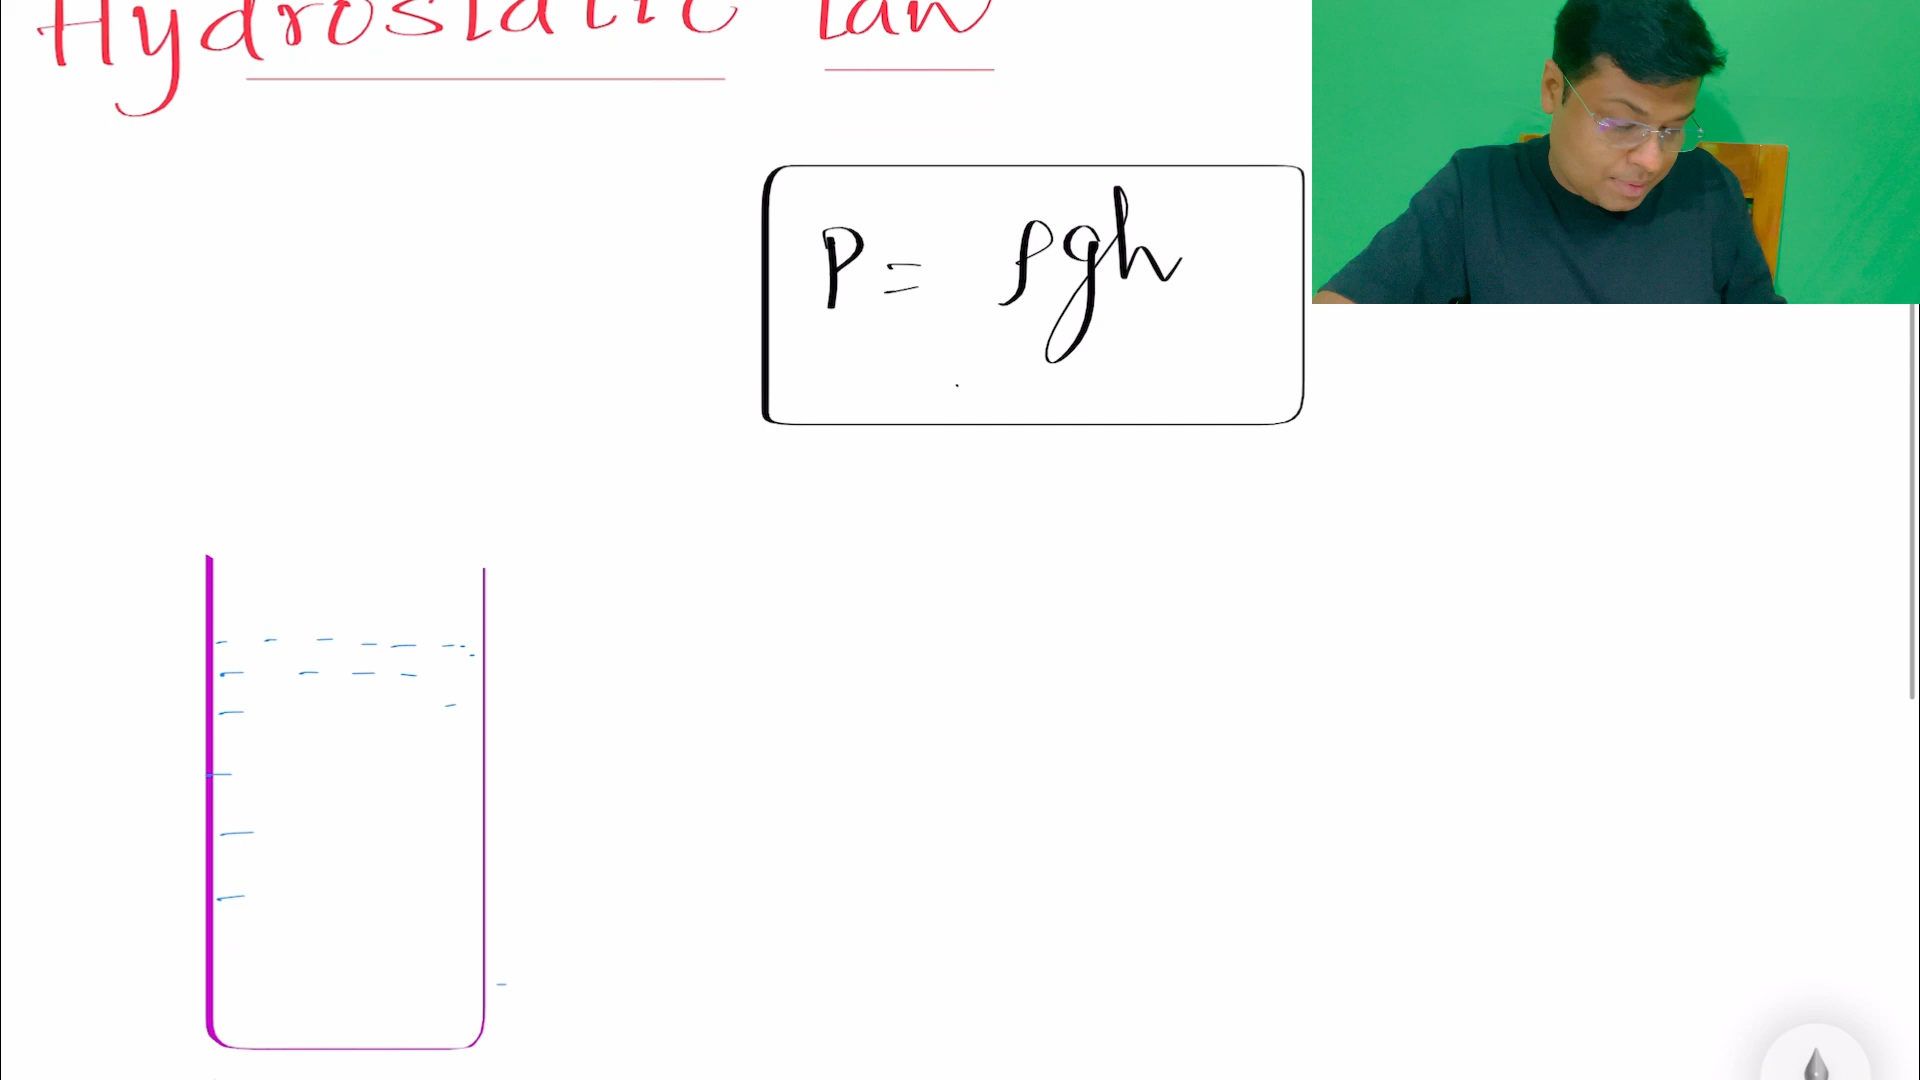 Hydrostatic law
P = ρgh